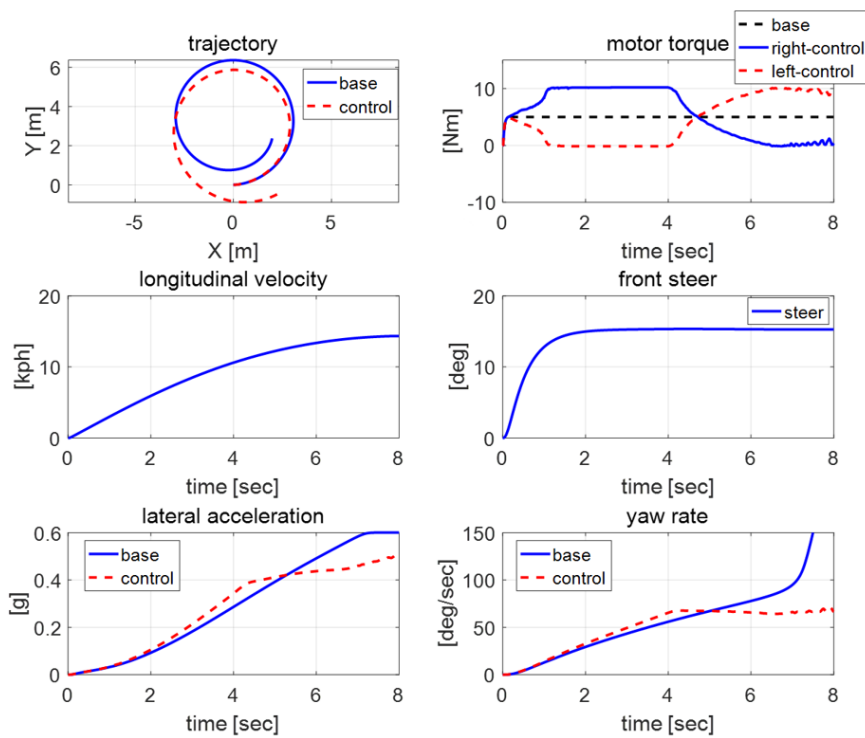 trajectory
6
4
2
0
Y [m]
-5
0
5
X [m]
base
control
motor torque
10
0
-10
[Nm]
0
2
4
6
8
time [sec]
base
right-control
left-control
longitudinal velocity
20
10
0
[kph]
0
2
4
6
8
time [sec]
front steer
20
10
0
[deg]
0
2
4
6
8
time [sec]
steer
lateral acceleration
0.6
0.4
0.2
0
[g]
0
2
4
6
8
time [sec]
base
control
yaw rate
150
100
50
0
[deg/sec]
0
2
4
6
8
time [sec]
base
control